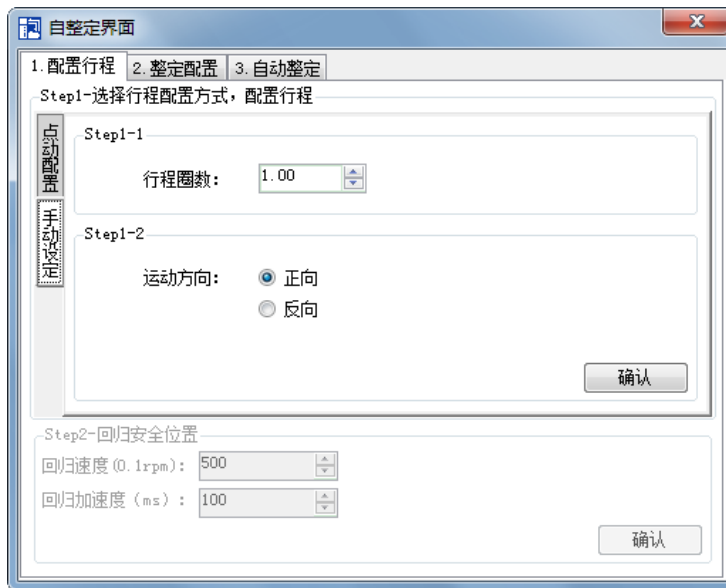 自整定界面
1.配置行程 2.整定配置 3.自动整定
Step1-选择行程配置方式，配置行程
点动配置
手动设定
Step1-1
行程圈数： 1.00
Step1-2
运动方向： 正向
反向
确认
Step2-回归安全位置
回归速度(0.1rpm)： 500
回归加速度（ms）： 100
确认